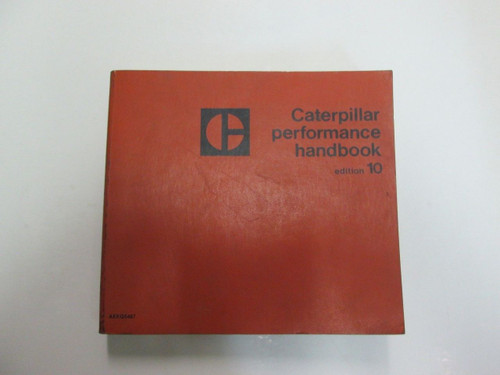 Caterpillar
performance
handbook
edition 10